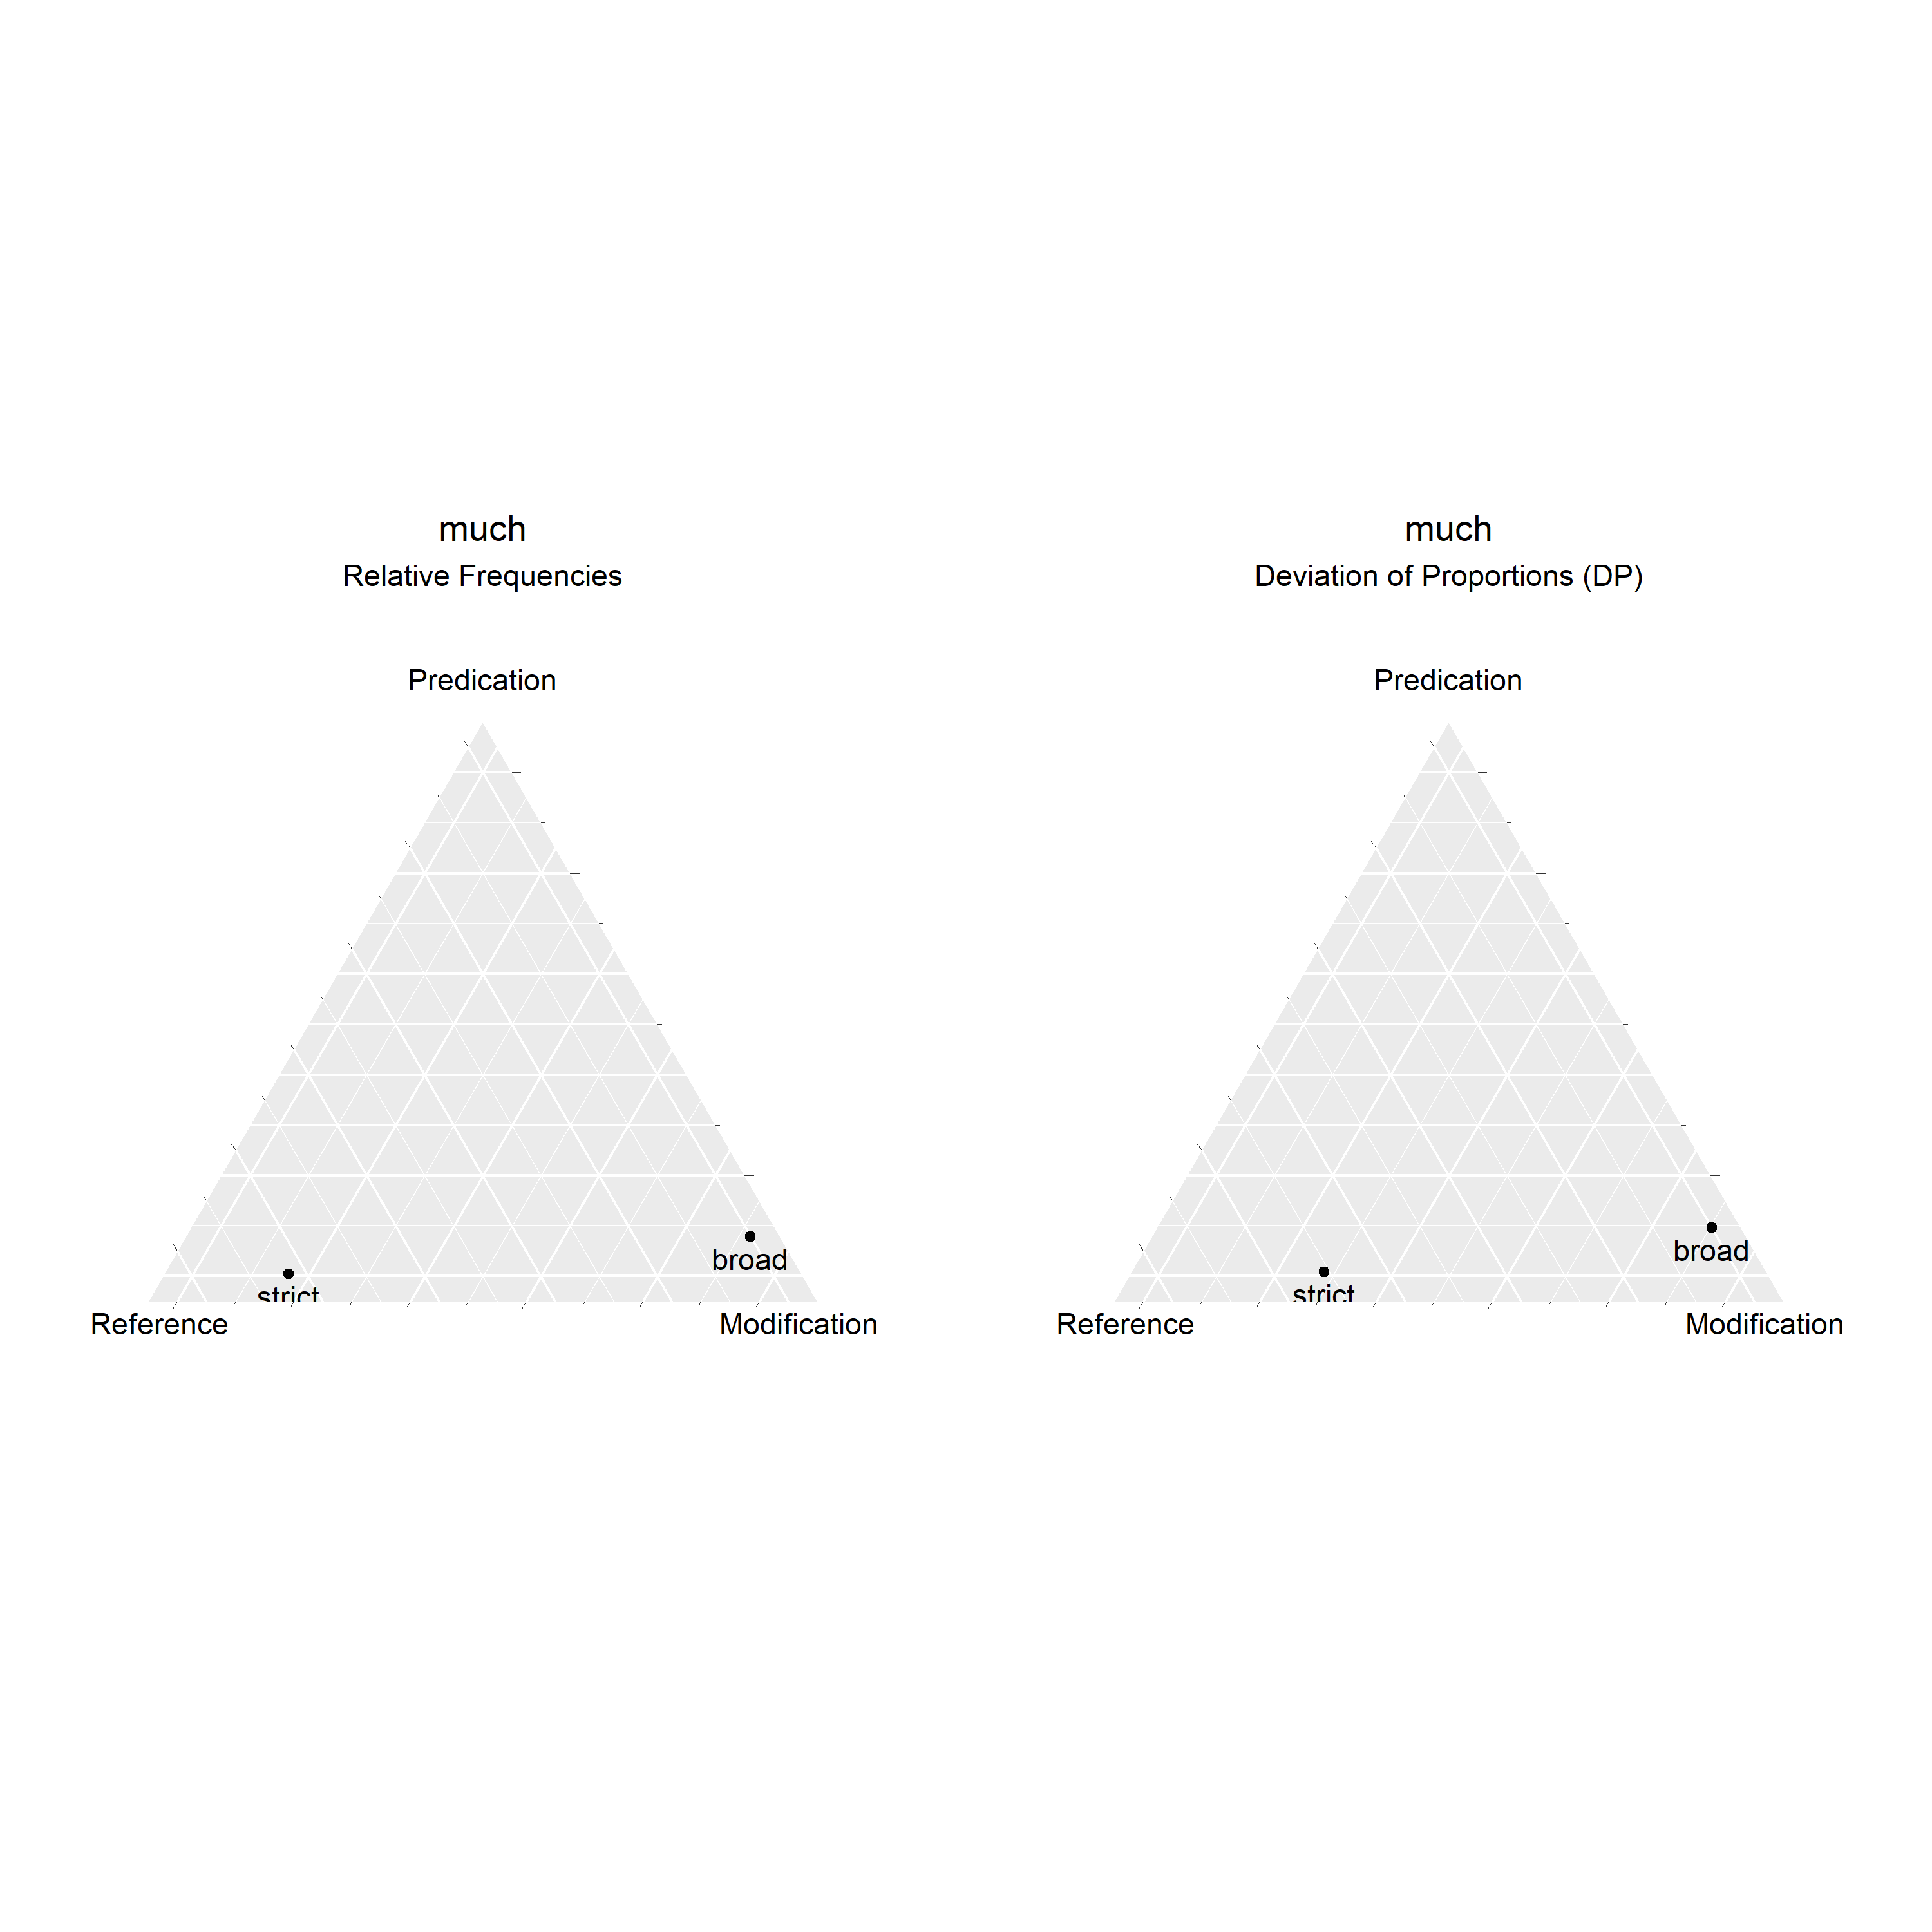 much
Relative Frequencies
Predication
broad
strict
Reference
Modification
much
Deviation of Proportions (DP)
Predication
broad
strict
Reference
Modification